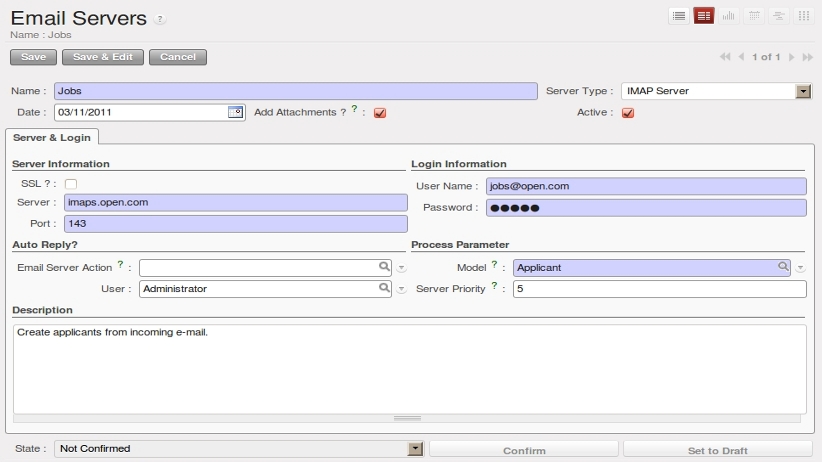 Email Servers ?
Name : Jobs
Save Save & Edit Cancel 1 of 1
Name : Jobs Server Type : IMAP Server
Date : 03/11/2011 Add Attachments ? ? : Active :
Server & Login
Server Information Login Information
SSL ? : User Name : jobs@open.com
Server : imaps.open.com Password : ●●●●●
Port : 143
Auto Reply? Process Parameter
Email Server Action ? : Model ? : Applicant
User : Administrator Server Priority ? : 5
Description
Create applicants from incoming e-mail.
State : Not Confirmed Confirm Set to Draft